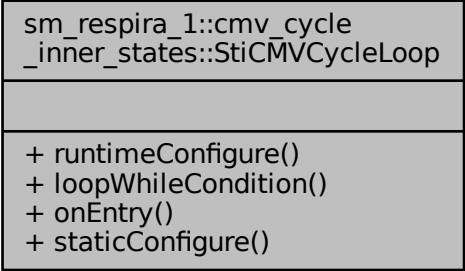 sm_respira_1::cmv_cycle
_inner_states::StiCMVCycleLoop
+ runtimeConfigure()
+ loopWhileCondition()
+ onEntry()
+ staticConfigure()